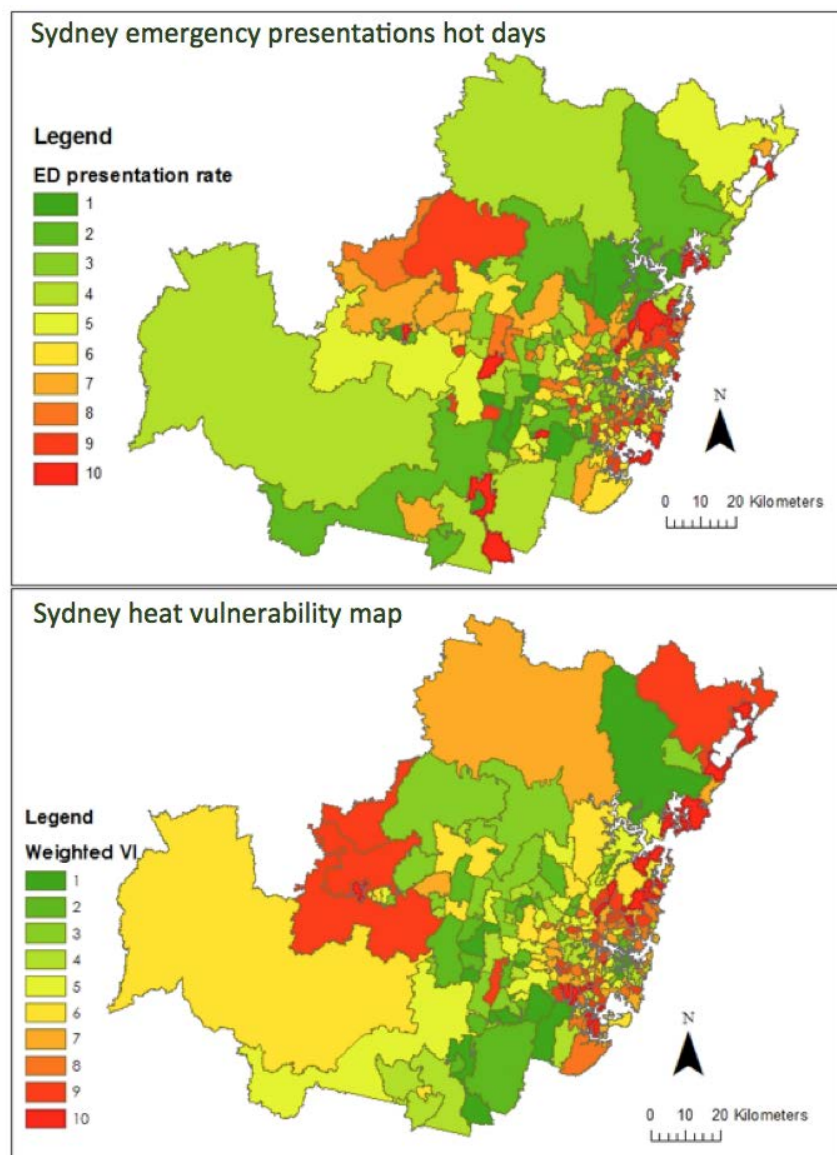 Sydney emergency presentations hot days
Legend
ED presentation rate
1
2
3
4
5
6
7
8
9
10
N
0 10 20 Kilometers
Sydney heat vulnerability map
Legend
Weighted VI
1
2
3
4
5
6
7
8
9
10
N
0 10 20 Kilometers